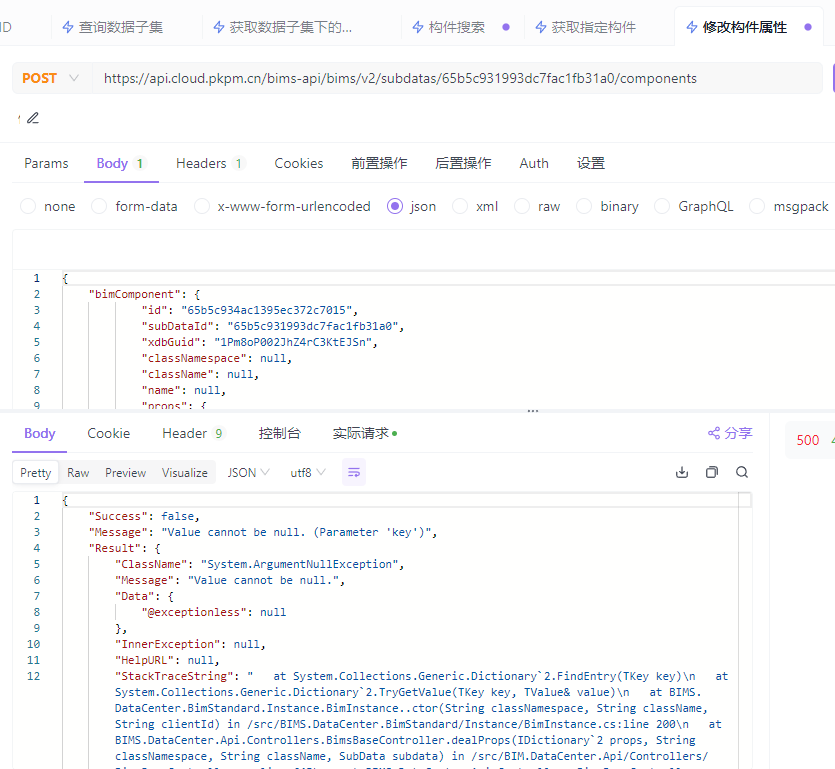 ID 查询数据子集 获取数据子集下的... 构件搜索 获取指定构件 修改构件属性
POST https://api.cloud.pkpm.cn/bims-api/bims/v2/subdatas/65b5c931993dc7fac1fb31a0/components
Params Body 1 Headers 1 Cookies 前置操作 后置操作 Auth 设置
none form-data x-www-form-urlencoded json xml raw binary GraphQL msgpack
1 {
2 "bimComponent": {
3 "id": "65b5c934ac1395ec372c7015",
4 "subDataId": "65b5c931993dc7fac1fb31a0",
5 "xdbGuid": "1Pm8oP002JhZ4rC3KtEJSn",
6 "classNamespace": null,
7 "className": null,
8 "name": null,
9 "props": {
Body Cookie Header 9 控制台 实际请求 分享
500
Pretty Raw Preview Visualize JSON utf8
1 {
2 "Success": false,
3 "Message": "Value cannot be null. (Parameter 'key')",
4 "Result": {
5 "ClassName": "System.ArgumentNullException",
6 "Message": "Value cannot be null.",
7 "Data": {
8 "@exceptionless": null
9 },
10 "InnerException": null,
11 "HelpURL": null,
12 "StackTraceString": "   at System.Collections.Generic.Dictionary`2.FindEntry(TKey key)\n   at
System.Collections.Generic.Dictionary`2.TryGetValue(TKey key, TValue& value)\n   at BIMS.
DataCenter.BimStandard.Instance.BimInstance..ctor(String classNamespace, String className,
String clientId) in /src/BIMS.DataCenter.BimStandard/Instance/BimInstance.cs:line 200\n   at
BIMS.DataCenter.Api.Controllers.BimsBaseController.dealProps(IDictionary`2 props, String
classNamespace, String className, SubData subdata) in /src/BIM.DataCenter.Api/Controllers/